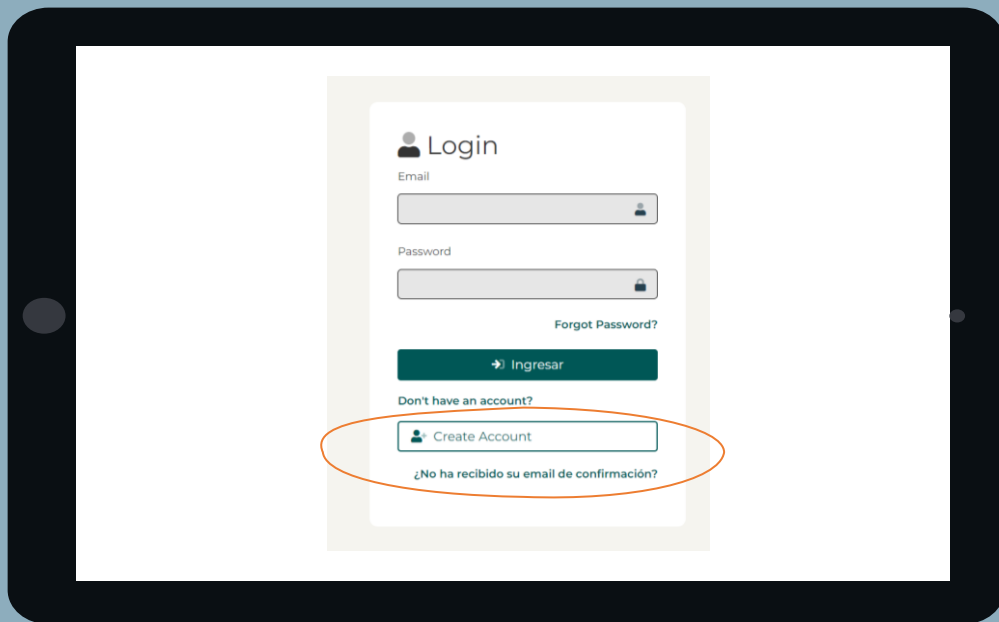 Login
Email
Password
Forgot Password?
Ingresar
Don't have an account?
Create Account
¿No ha recibido su email de confirmación?